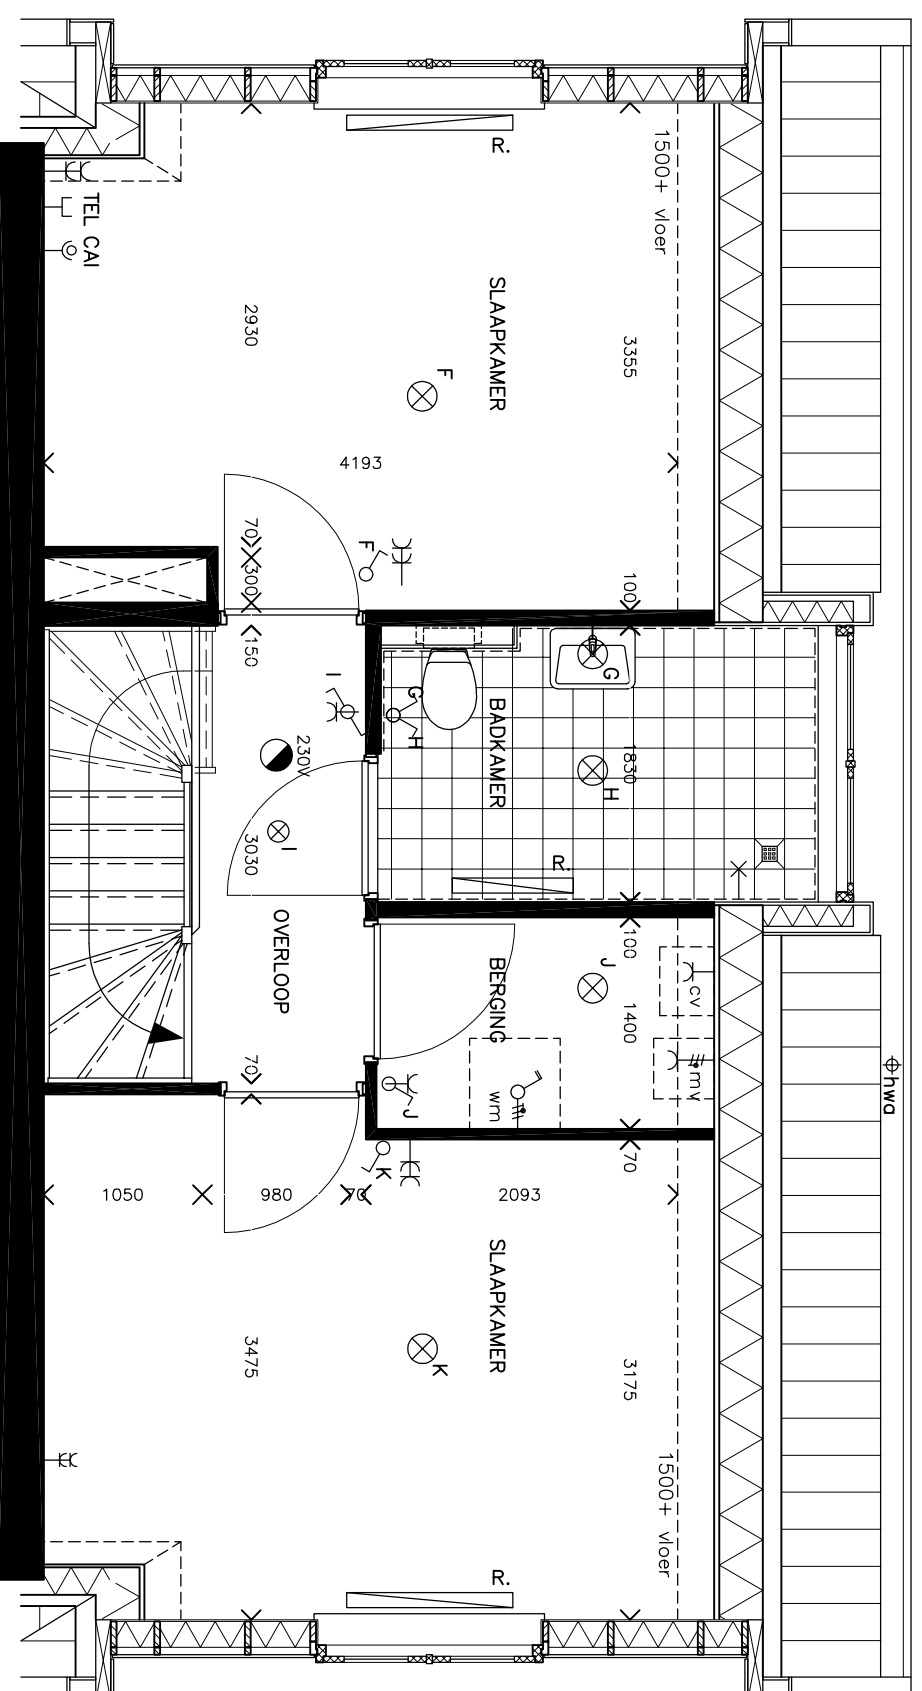 R.
1500+ vloer
TEL CAI
SLAAPKAMER
2930
3355
F
4193
70
F
300
100
150
I
G
G
H
BADKAMER
230V
1830
H
I
3030
R.
OVERLOOP
BERGING
100
J
cv
1400
70
mv
wm
J
hwa
K
70
1050
980
70
2093
SLAAPKAMER
K
3475
3175
1500+ vloer
R.